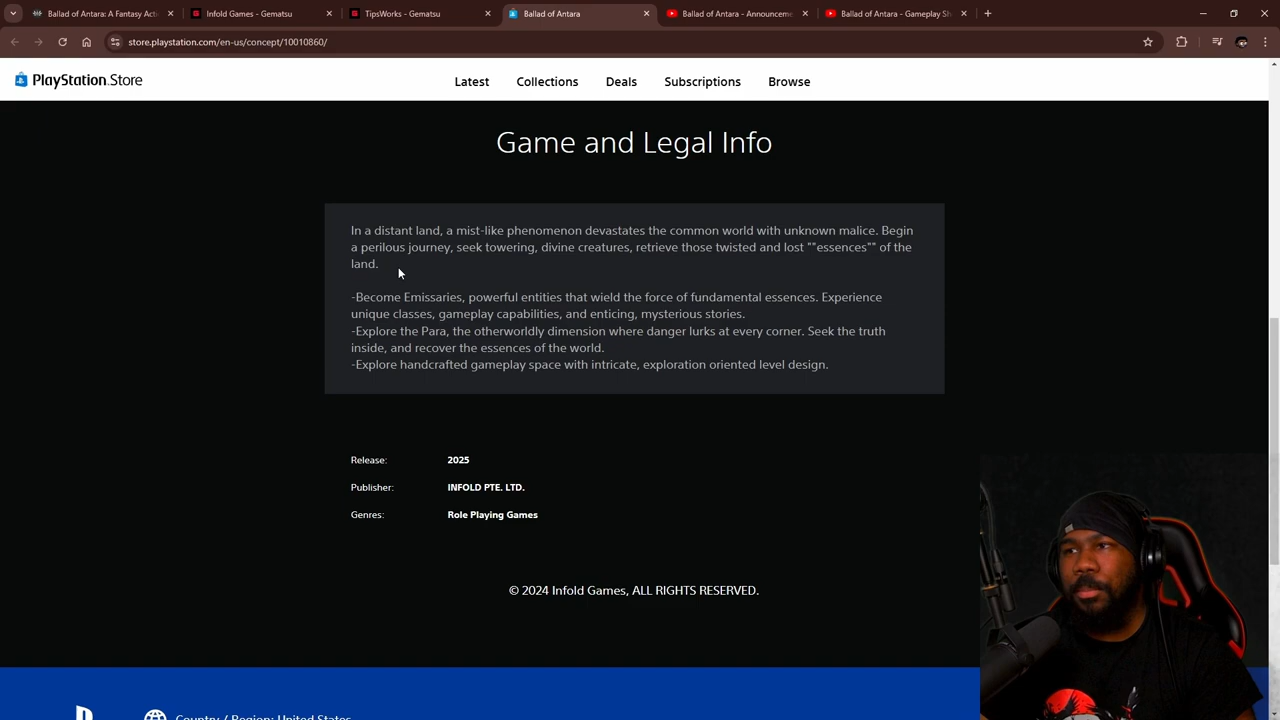 Ballad of Antara: A Fantasy Acti
Infold Games - Gematsu
TipsWorks - Gematsu
Ballad of Antara
Ballad of Antara - Announceme
Ballad of Antara - Gameplay Sh
store.playstation.com/en-us/concept/10010860/
PlayStation.Store
Latest
Collections
Deals
Subscriptions
Browse
Game and Legal Info
In a distant land, a mist-like phenomenon devastates the common world with unknown malice. Begin
a perilous journey, seek towering, divine creatures, retrieve those twisted and lost ""essences"" of the
land.
-Become Emissaries, powerful entities that wield the force of fundamental essences. Experience
unique classes, gameplay capabilities, and enticing, mysterious stories.
-Explore the Para, the otherworldly dimension where danger lurks at every corner. Seek the truth
inside, and recover the essences of the world.
-Explore handcrafted gameplay space with intricate, exploration oriented level design.
Release: 2025
Publisher: INFOLD PTE. LTD.
Genres: Role Playing Games
© 2024 Infold Games, ALL RIGHTS RESERVED.
Country / Region: United States